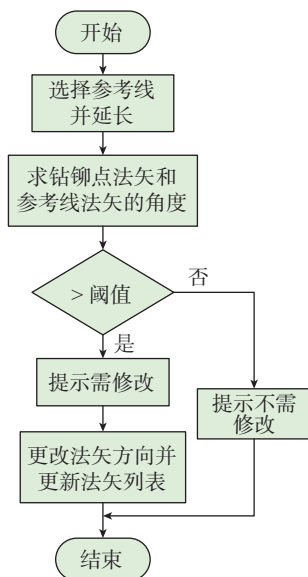 开始
选择参考线
并延长
求钻铆点法矢和
参考线法矢的角度
> 阈值
否
是
提示需修改
提示不需
修改
更改法矢方向并
更新法矢列表
结束